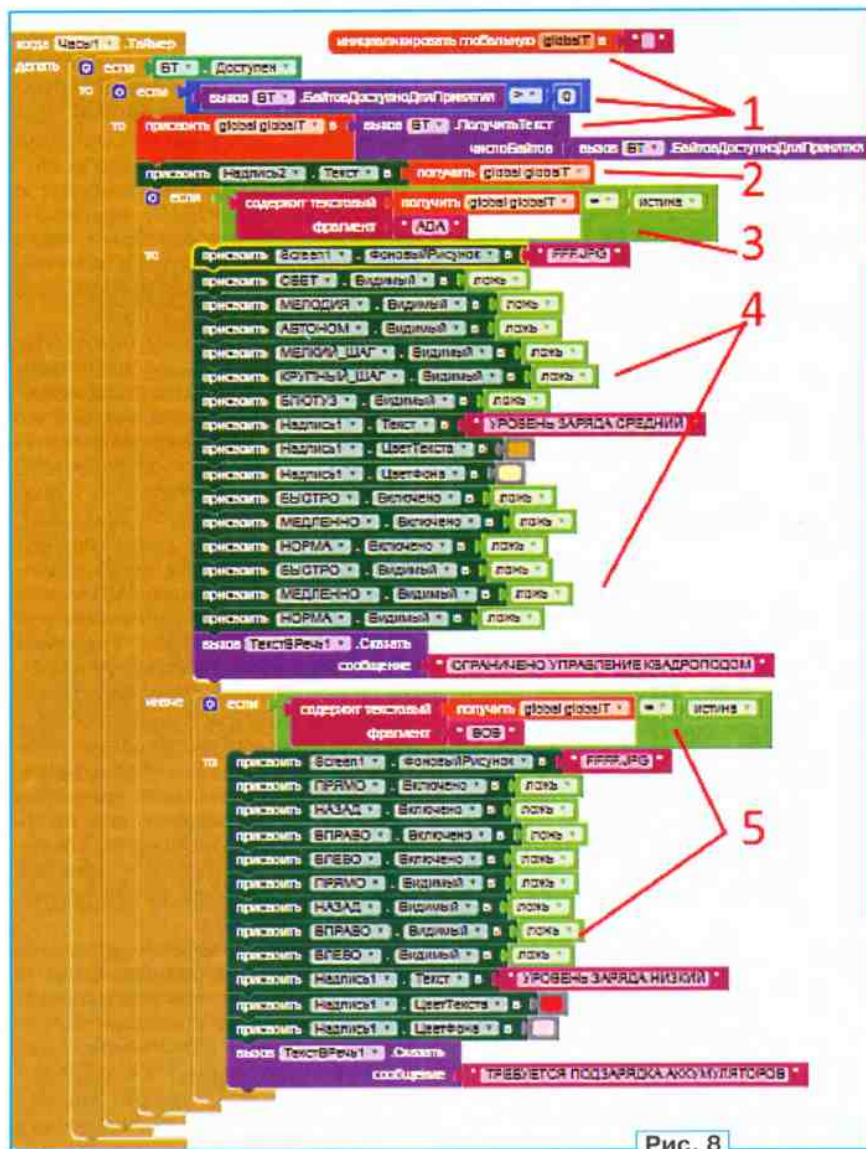 когда Часы1 .Таймер
инициализировать глобальную globalT в " "
делать если BT . Доступен
то если вызов BT .БайтовДоступноДляПринятия > 0
1
то присвоить global globalT в вызов BT .ПолучитьТекст
числоБайтов вызов BT .БайтовДоступноДляПринятия
присвоить Надпись2 . Текст в получить global globalT
2
если содержит текстовый получить global globalT = истина
фрагмент " ADA "
3
то присвоить Screen1 . ФоновыйРисунок в " FFF.JPG "
присвоить СВЕТ . Видимый в ложь
4
присвоить МЕЛОДИЯ . Видимый в ложь
присвоить АВТОНОМ . Видимый в ложь
присвоить МЕЛКИЙ_ШАГ . Видимый в ложь
присвоить КРУПНЫЙ_ШАГ . Видимый в ложь
присвоить БЛЮТУЗ . Видимый в ложь
присвоить Надпись1 . Текст в " УРОВЕНЬ ЗАРЯДА СРЕДНИЙ "
присвоить Надпись1 . ЦветТекста в
присвоить Надпись1 . ЦветФона в
присвоить БЫСТРО . Включено в ложь
присвоить МЕДЛЕННО . Включено в ложь
присвоить НОРМА . Включено в ложь
присвоить БЫСТРО . Видимый в ложь
присвоить МЕДЛЕННО . Видимый в ложь
присвоить НОРМА . Видимый в ложь
вызов ТекстВРечь1 .Сказать
сообщение " ОГРАНИЧЕНО УПРАВЛЕНИЕ КВАДРОПОДОМ "
иначе если содержит текстовый получить global globalT = истина
фрагмент " BOB "
то присвоить Screen1 . ФоновыйРисунок в " FFFF.JPG "
присвоить ПРЯМО . Включено в ложь
присвоить НАЗАД . Включено в ложь
присвоить ВПРАВО . Включено в ложь
5
присвоить ВЛЕВО . Включено в ложь
присвоить ПРЯМО . Видимый в ложь
присвоить НАЗАД . Видимый в ложь
присвоить ВПРАВО . Видимый в ложь
присвоить ВЛЕВО . Видимый в ложь
присвоить Надпись1 . Текст в " УРОВЕНЬ ЗАРЯДА НИЗКИЙ "
присвоить Надпись1 . ЦветТекста в
присвоить Надпись1 . ЦветФона в
вызов ТекстВРечь1 .Сказать
сообщение " ТРЕБУЕТСЯ ПОДЗАРЯДКА АККУМУЛЯТОРОВ "
Рис. 8